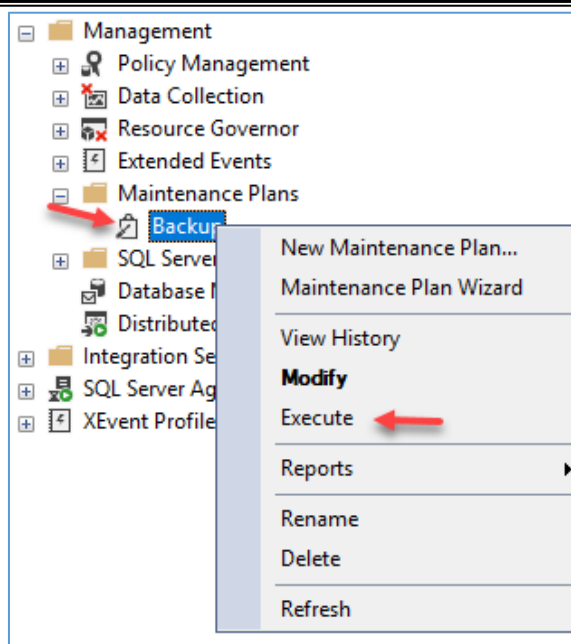 Management
Policy Management
Data Collection
Resource Governor
Extended Events
Maintenance Plans
Backup
SQL Server
Database
Distributed
Integration Se
SQL Server Ag
XEvent Profile
New Maintenance Plan...
Maintenance Plan Wizard
View History
Modify
Execute
Reports
Rename
Delete
Refresh